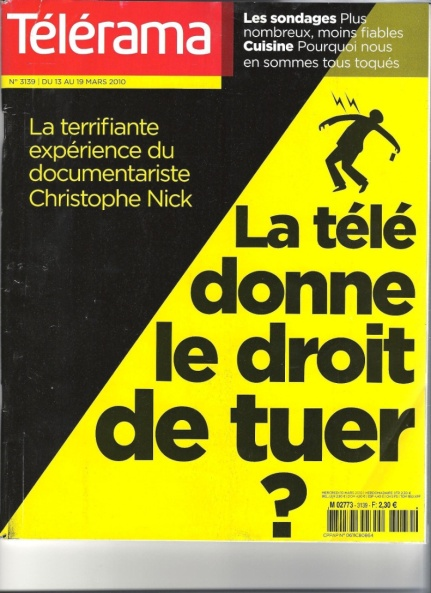 Télérama
Les sondages Plus
nombreux, moins fiables
Cuisine Pourquoi nous
en sommes tous toqués
N° 3139 | DU 13 AU 19 MARS 2010
La terrifiante
expérience du
documentariste
Christophe Nick
La télé
donne
le droit
de tuer
?
M 02773 - 3139 - F: 2,30 €